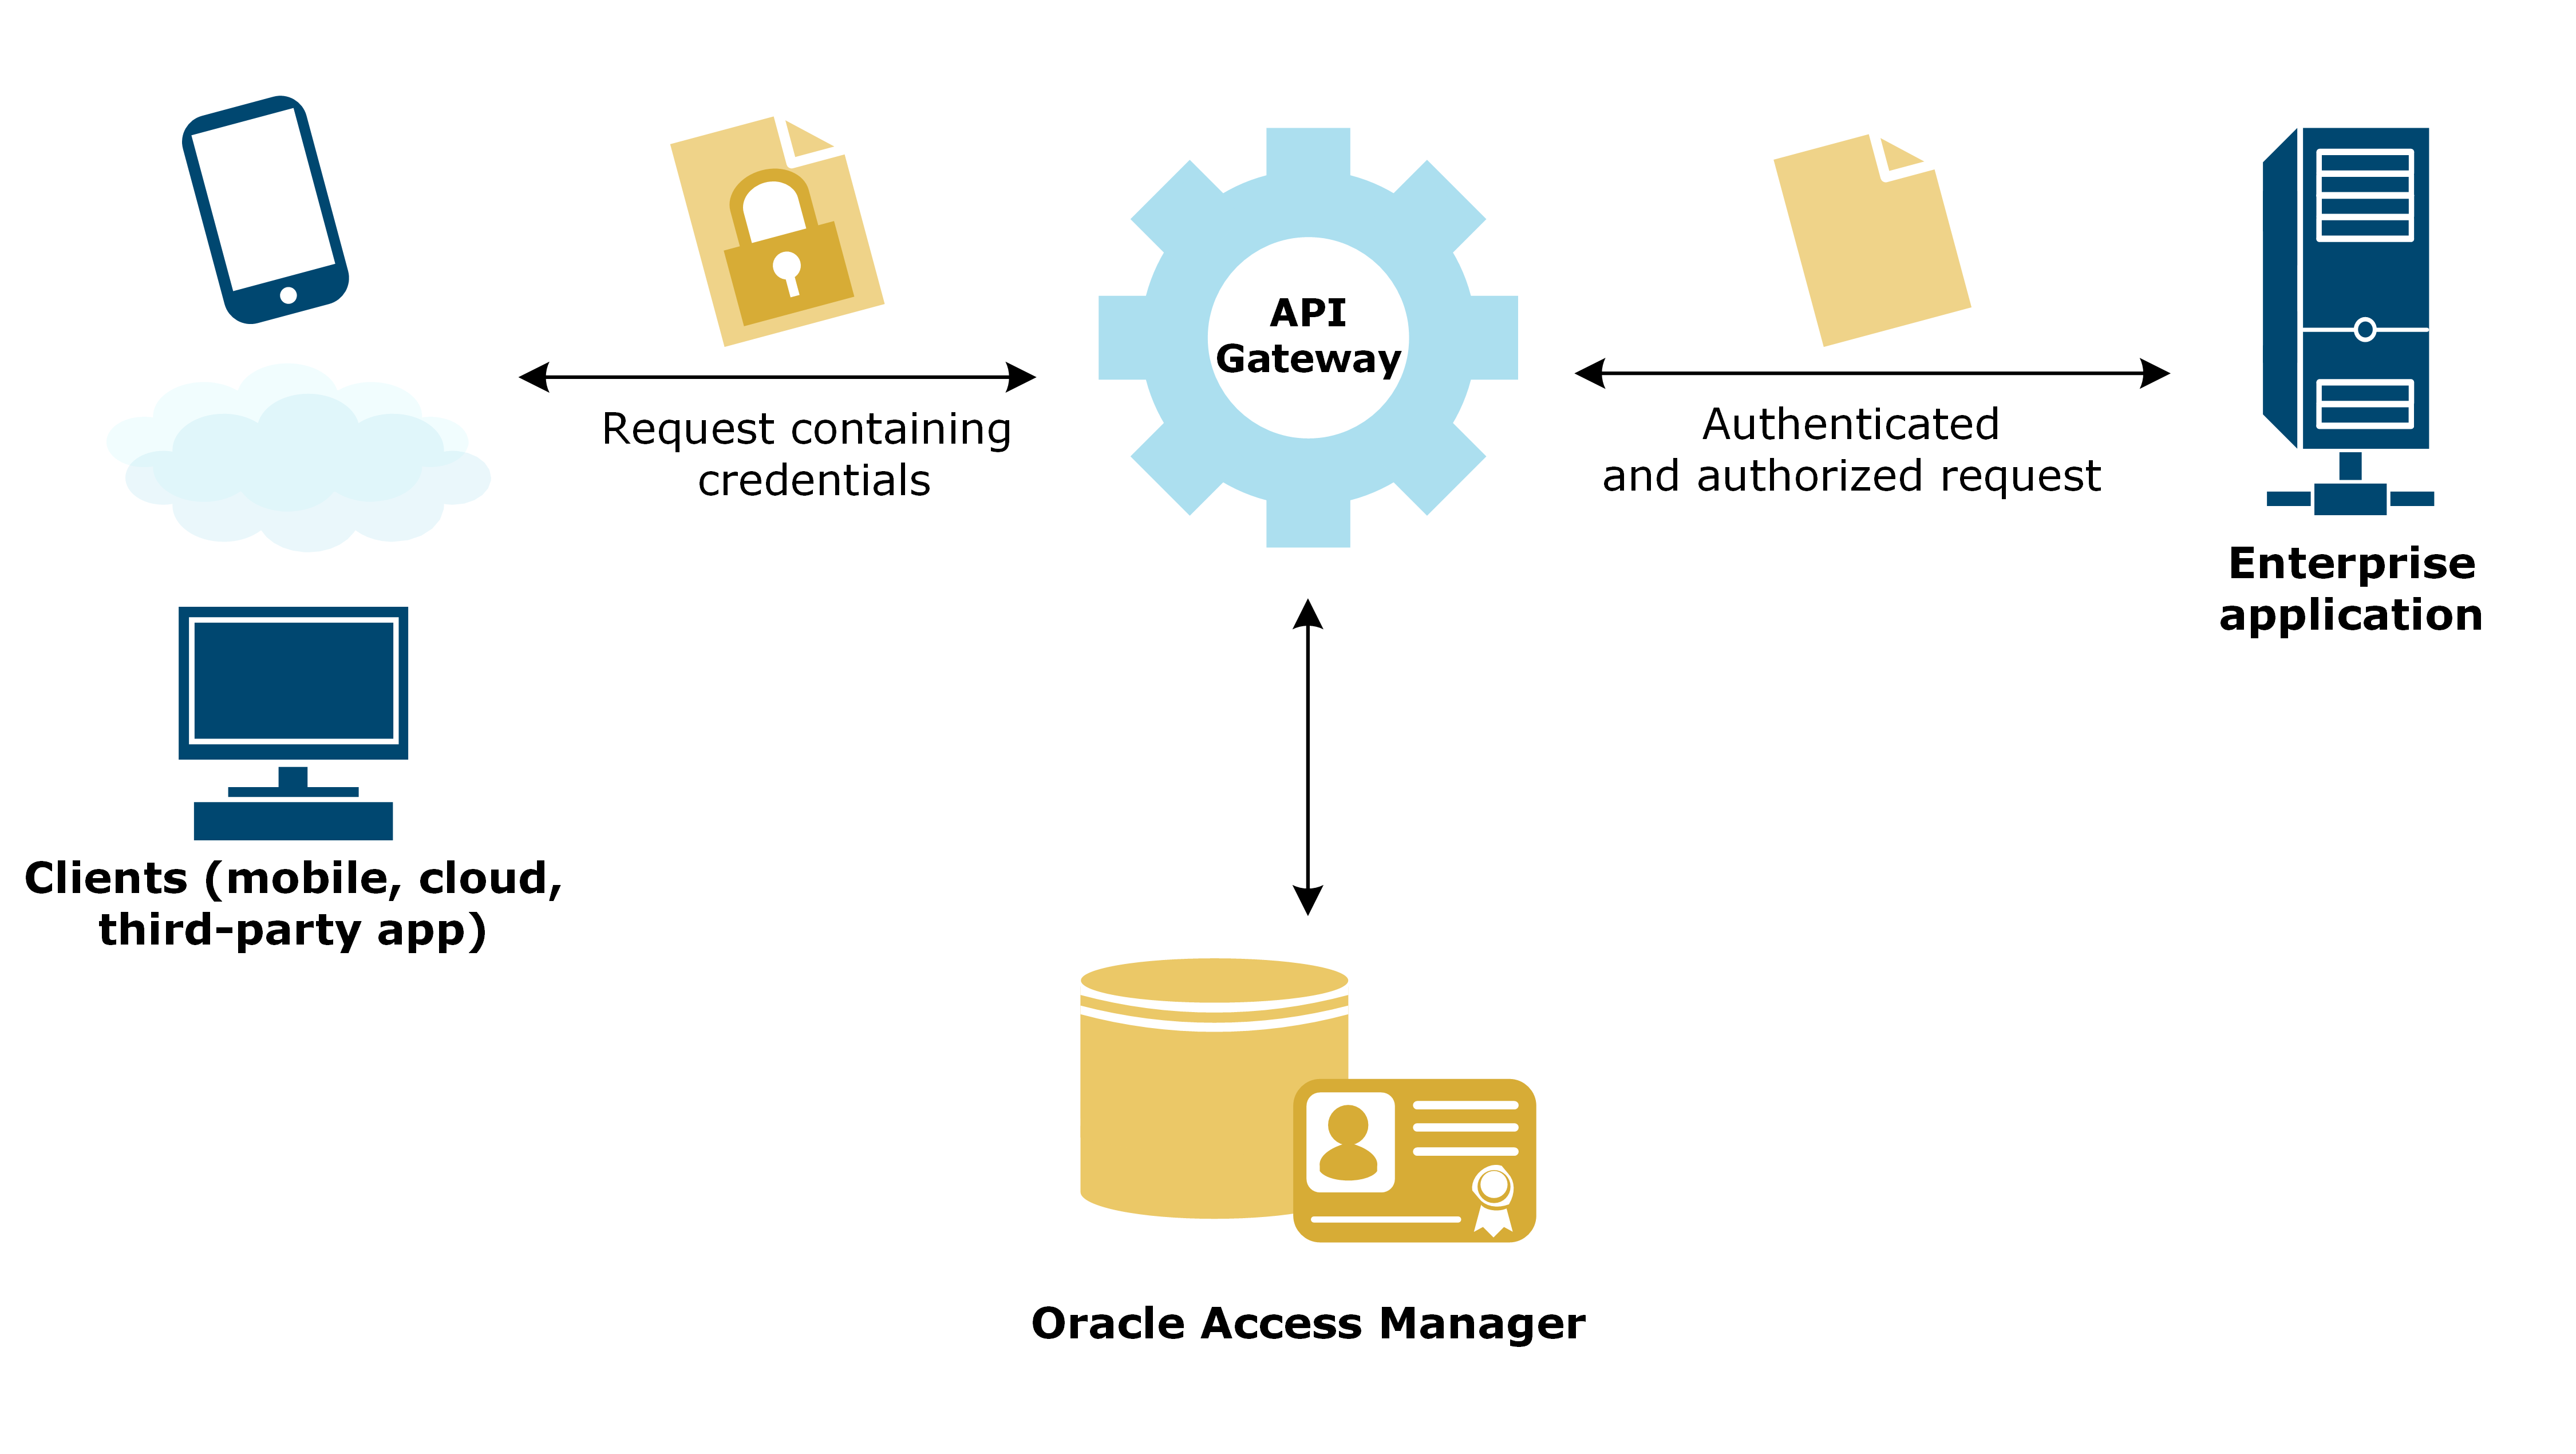 API
Gateway
Request containing
credentials
Authenticated
and authorized request
Enterprise
application
Clients (mobile, cloud,
third-party app)
Oracle Access Manager